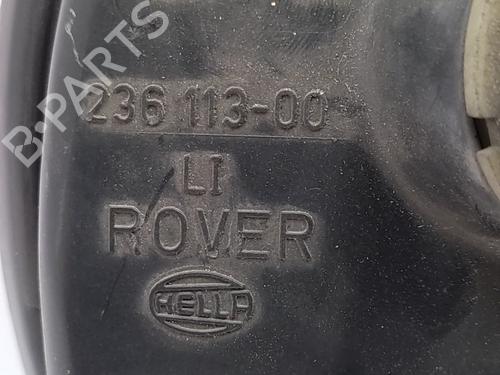 B-PARTS
236 113-00
LI
ROVER
HELLA